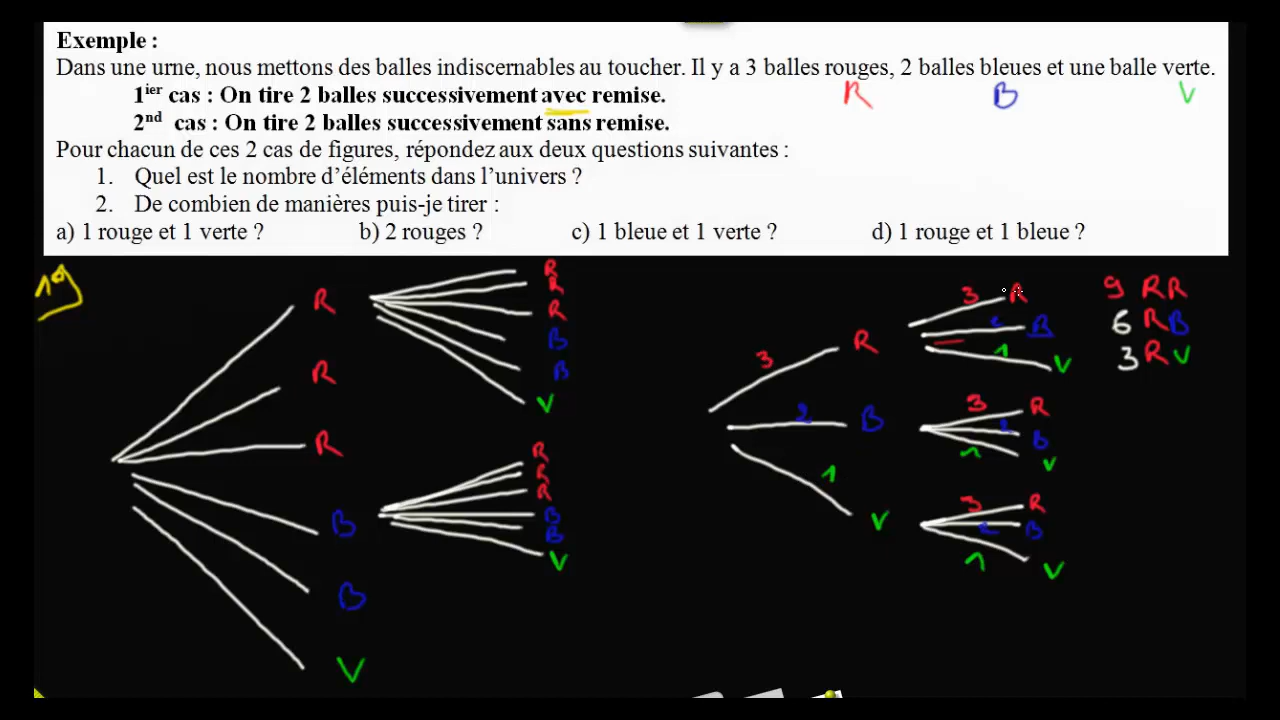 Exemple :
Dans une urne, nous mettons des balles indiscernables au toucher. Il y a 3 balles rouges, 2 balles bleues et une balle verte.
R B V
1ier cas : On tire 2 balles successivement avec remise.
2nd cas : On tire 2 balles successivement sans remise.
Pour chacun de ces 2 cas de figures, répondez aux deux questions suivantes :
1. Quel est le nombre d’éléments dans l’univers ?
2. De combien de manières puis-je tirer :
a) 1 rouge et 1 verte ? b) 2 rouges ? c) 1 bleue et 1 verte ? d) 1 rouge et 1 bleue ?
R
R
R
B
B
V
R
R
R
B
B
V
R
R
R
B
B
V
3 R
2 B
1 V
3 R
2 B
1 V
3 R
2 B
1 V
3 R
2 B
1 V
9 RR
6 RB
3 RV